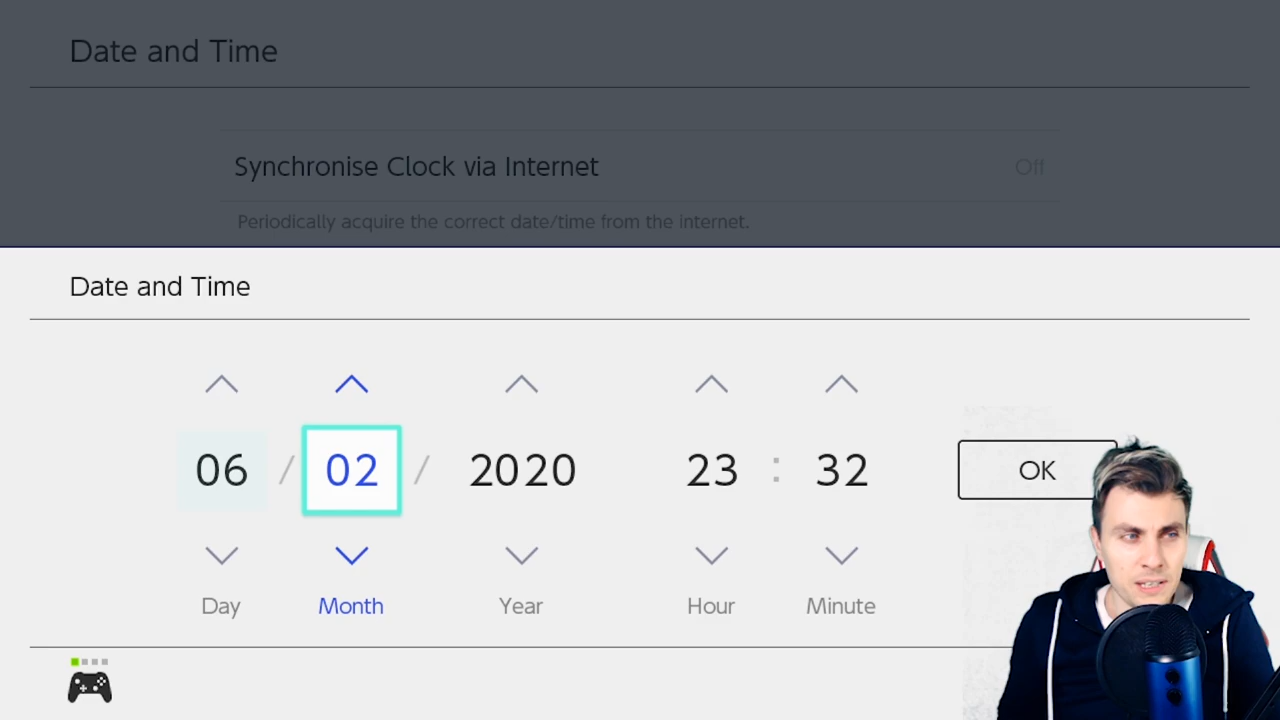 Date and Time
Synchronise Clock via Internet Off
Periodically acquire the correct date/time from the internet.
Date and Time
06 / 02 / 2020 23 : 32 OK
Day Month Year Hour Minute